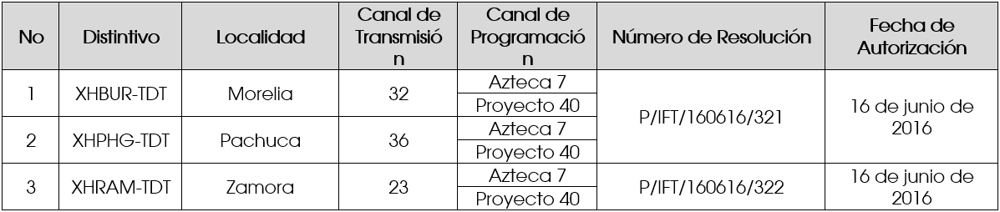 No Distintivo Localidad Canal de Transmisió n Canal de Programació n Número de Resolución Fecha de Autorización
1 XHBUR-TDT Morelia 32 Azteca 7 P/IFT/160616/321 16 de junio de 2016
Proyecto 40
2 XHPHG-TDT Pachuca 36 Azteca 7
Proyecto 40
3 XHRAM-TDT Zamora 23 Azteca 7 P/IFT/160616/322 16 de junio de 2016
Proyecto 40